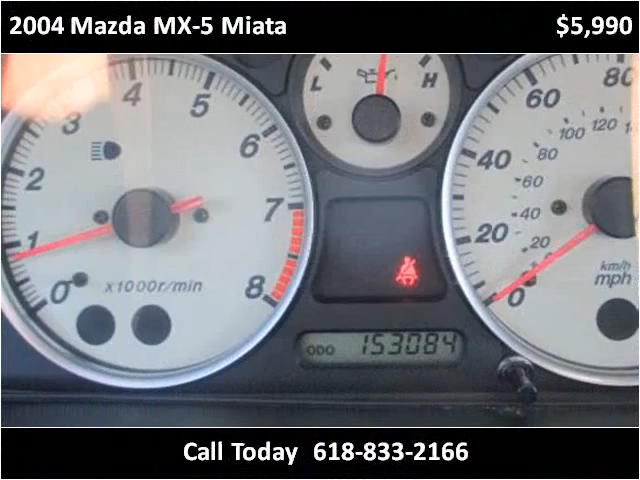 2004 Mazda MX-5 Miata $5,990
L H
0 1 2 3 4 5 6 7 8
x1000r/min
0 20 40 60 80
20 40 60 80 100 120
km/h
mph
ODO 153084
Call Today 618-833-2166